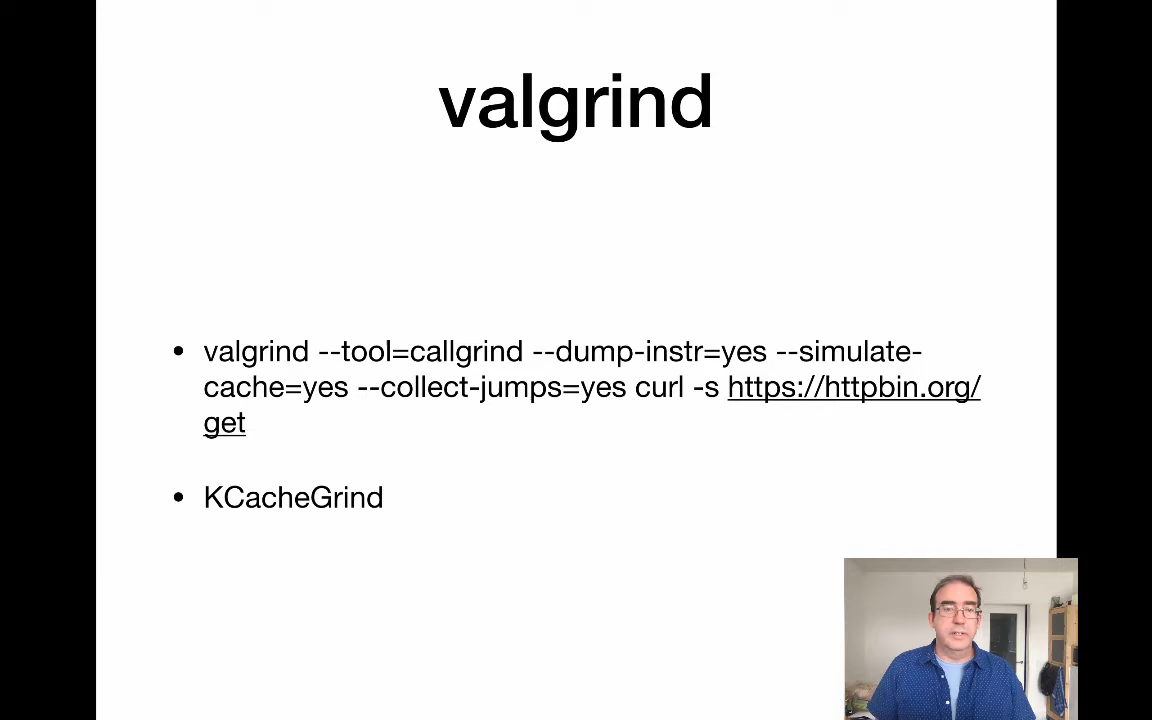 valgrind
• valgrind --tool=callgrind --dump-instr=yes --simulate-
cache=yes --collect-jumps=yes curl -s https://httpbin.org/
get
• KCacheGrind